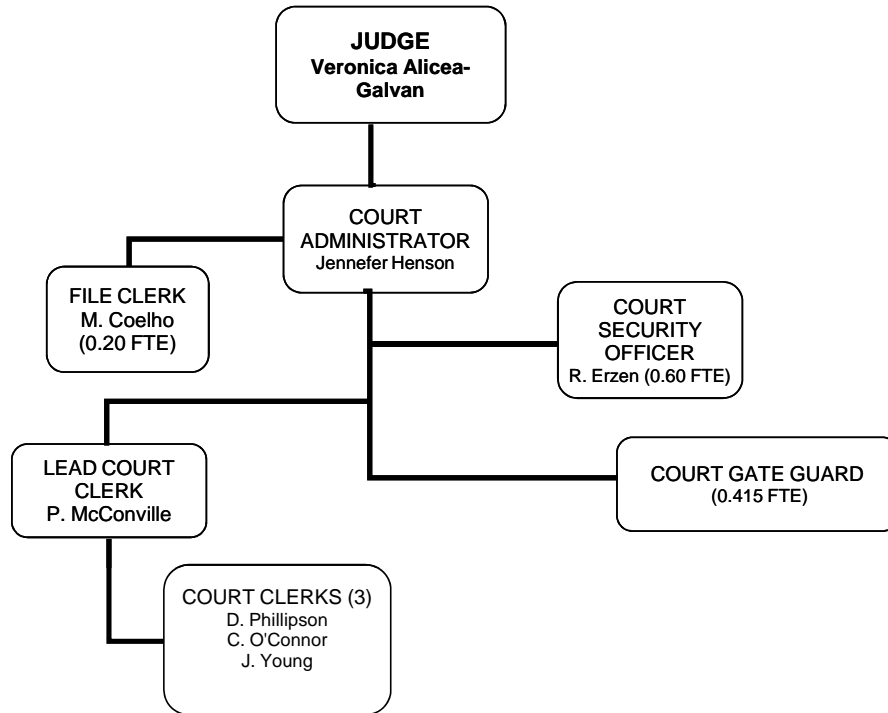 JUDGE
Veronica Alicea-
Galvan
COURT
ADMINISTRATOR
Jennefer Henson
FILE CLERK
M. Coelho
(0.20 FTE)
COURT
SECURITY
OFFICER
R. Erzen (0.60 FTE)
LEAD COURT
CLERK
P. McConville
COURT GATE GUARD
(0.415 FTE)
COURT CLERKS (3)
D. Phillipson
C. O'Connor
J. Young